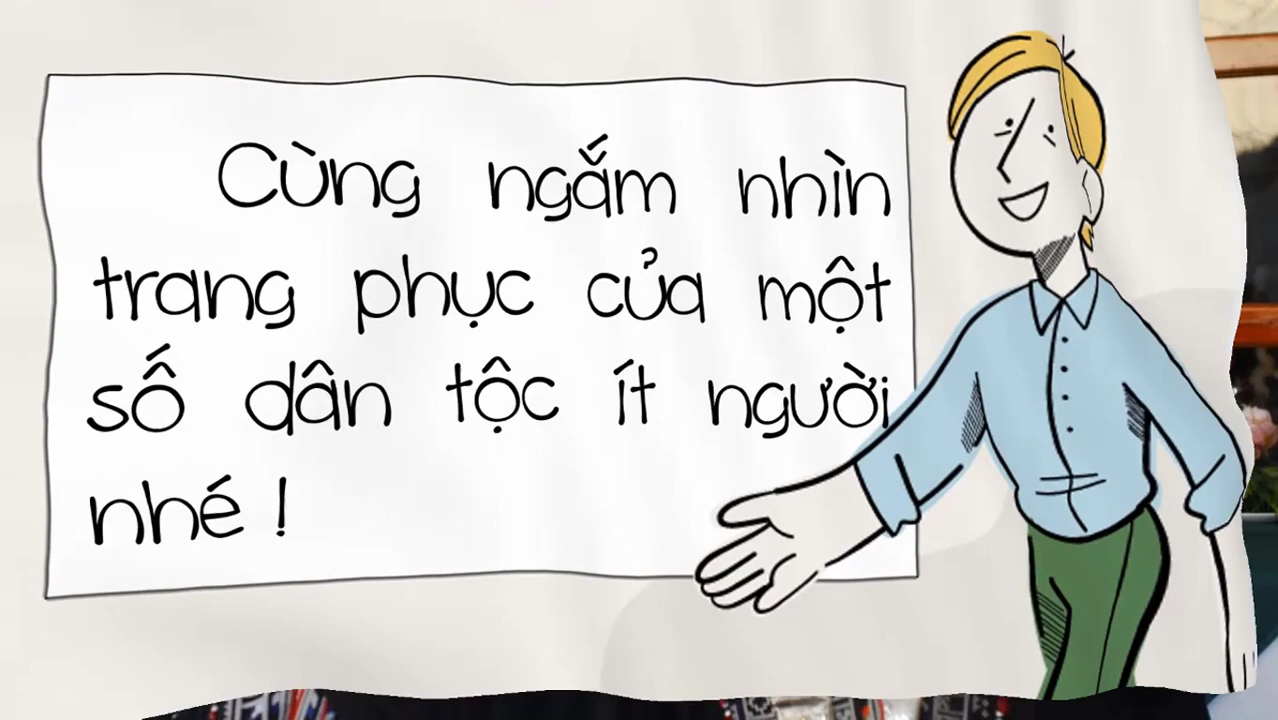 Cùng ngắm nhìn
trang phục của một
số dân tộc ít người
nhé !